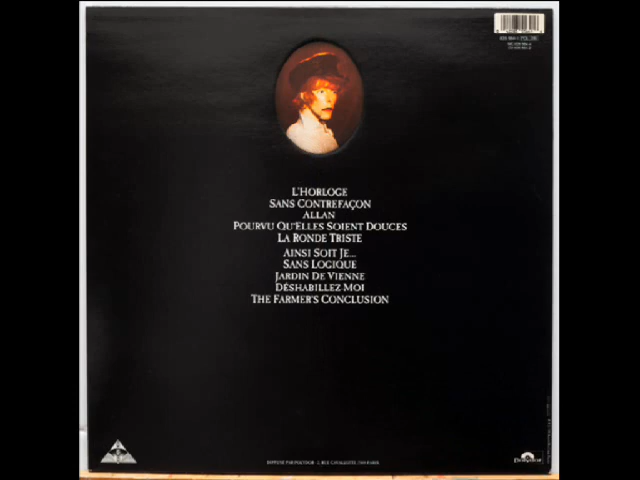 L'HORLOGE
SANS CONTREFAÇON
ALLAN
POURVU QU'ELLES SOIENT DOUCES
LA RONDE TRISTE
AINSI SOIT JE...
SANS LOGIQUE
JARDIN DE VIENNE
DÉSHABILLEZ MOI
THE FARMER'S CONCLUSION